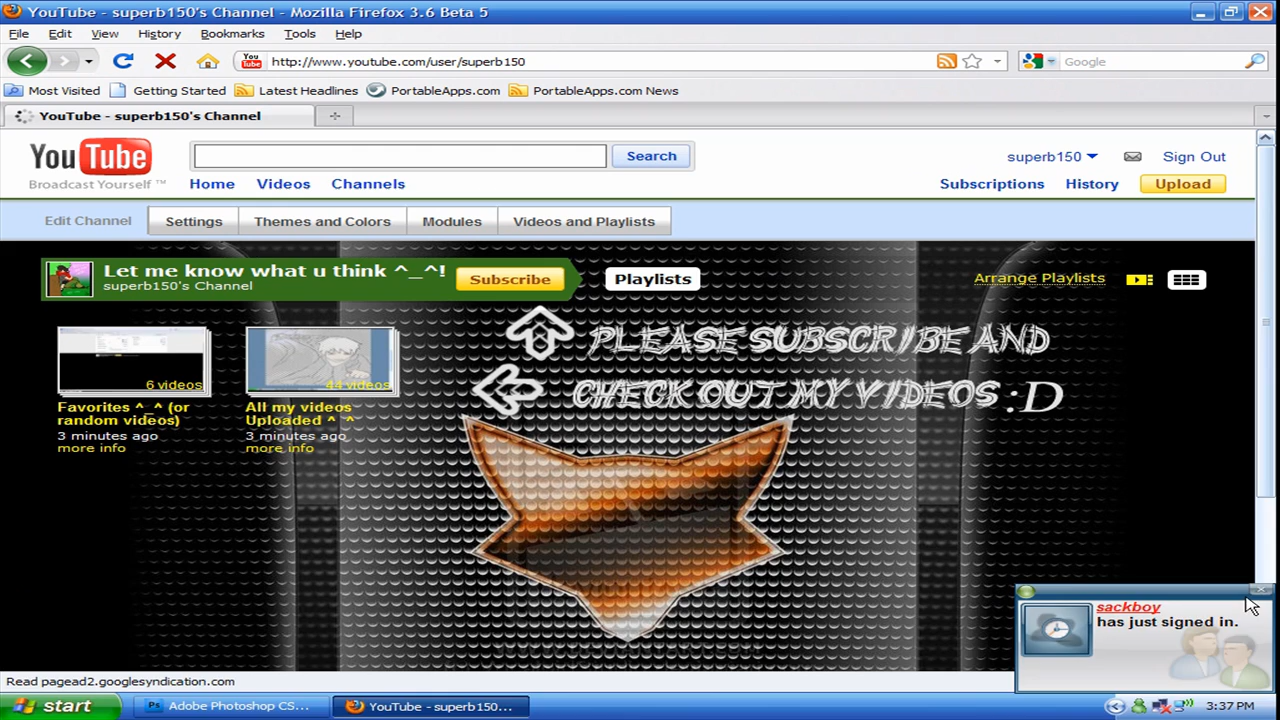 YouTube - superb150's Channel - Mozilla Firefox 3.6 Beta 5
File Edit View History Bookmarks Tools Help
You Tube http://www.youtube.com/user/superb150 Google
Most Visited Getting Started Latest Headlines PortableApps.com PortableApps.com News
YouTube - superb150's Channel
YouTube Search superb150 Sign Out
Broadcast Yourself ™
Home Videos Channels Subscriptions History Upload
Edit Channel Settings Themes and Colors Modules Videos and Playlists
Let me know what u think ^_^! Subscribe Playlists Arrange Playlists
superb150's Channel
PLEASE SUBSCRIBE AND
CHECK OUT MY VIDEOS :D
6 videos 44 videos
Favorites ^_^ (or All my videos
random videos) Uploaded ^_^
3 minutes ago 3 minutes ago
more info more info
sackboy
has just signed in.
Read pagead2.googlesyndication.com
start Ps Adobe Photoshop CS... YouTube - superb150... 3:37 PM